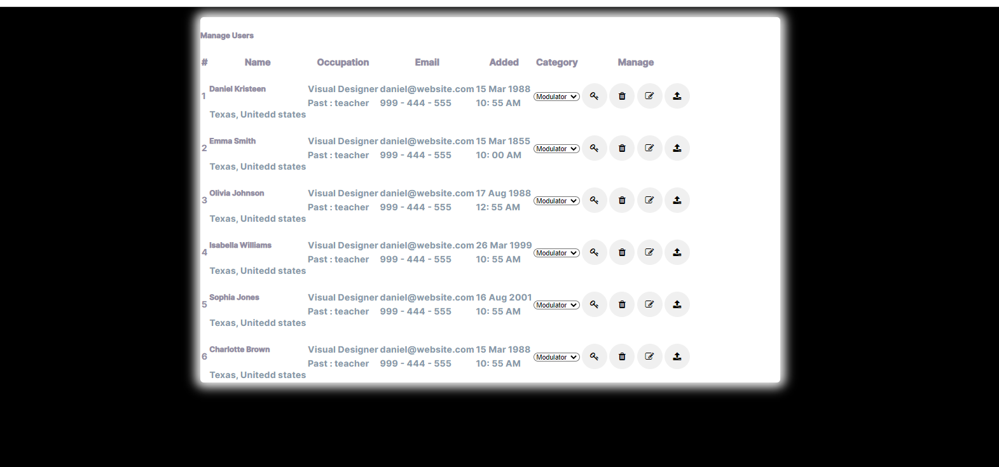 Manage Users
# Name Occupation Email Added Category Manage
Daniel Kristeen Visual Designer daniel@website.com 15 Mar 1988
1 Past : teacher 999 - 444 - 555 10: 55 AM Modulator
Texas, Unitedd states
Emma Smith Visual Designer daniel@website.com 15 Mar 1855
2 Past : teacher 999 - 444 - 555 10: 00 AM Modulator
Texas, Unitedd states
Olivia Johnson Visual Designer daniel@website.com 17 Aug 1988
3 Past : teacher 999 - 444 - 555 12: 55 AM Modulator
Texas, Unitedd states
Isabella Williams Visual Designer daniel@website.com 26 Mar 1999
4 Past : teacher 999 - 444 - 555 10: 55 AM Modulator
Texas, Unitedd states
Sophia Jones Visual Designer daniel@website.com 16 Aug 2001
5 Past : teacher 999 - 444 - 555 10: 55 AM Modulator
Texas, Unitedd states
Charlotte Brown Visual Designer daniel@website.com 15 Mar 1988
6 Past : teacher 999 - 444 - 555 10: 55 AM Modulator
Texas, Unitedd states